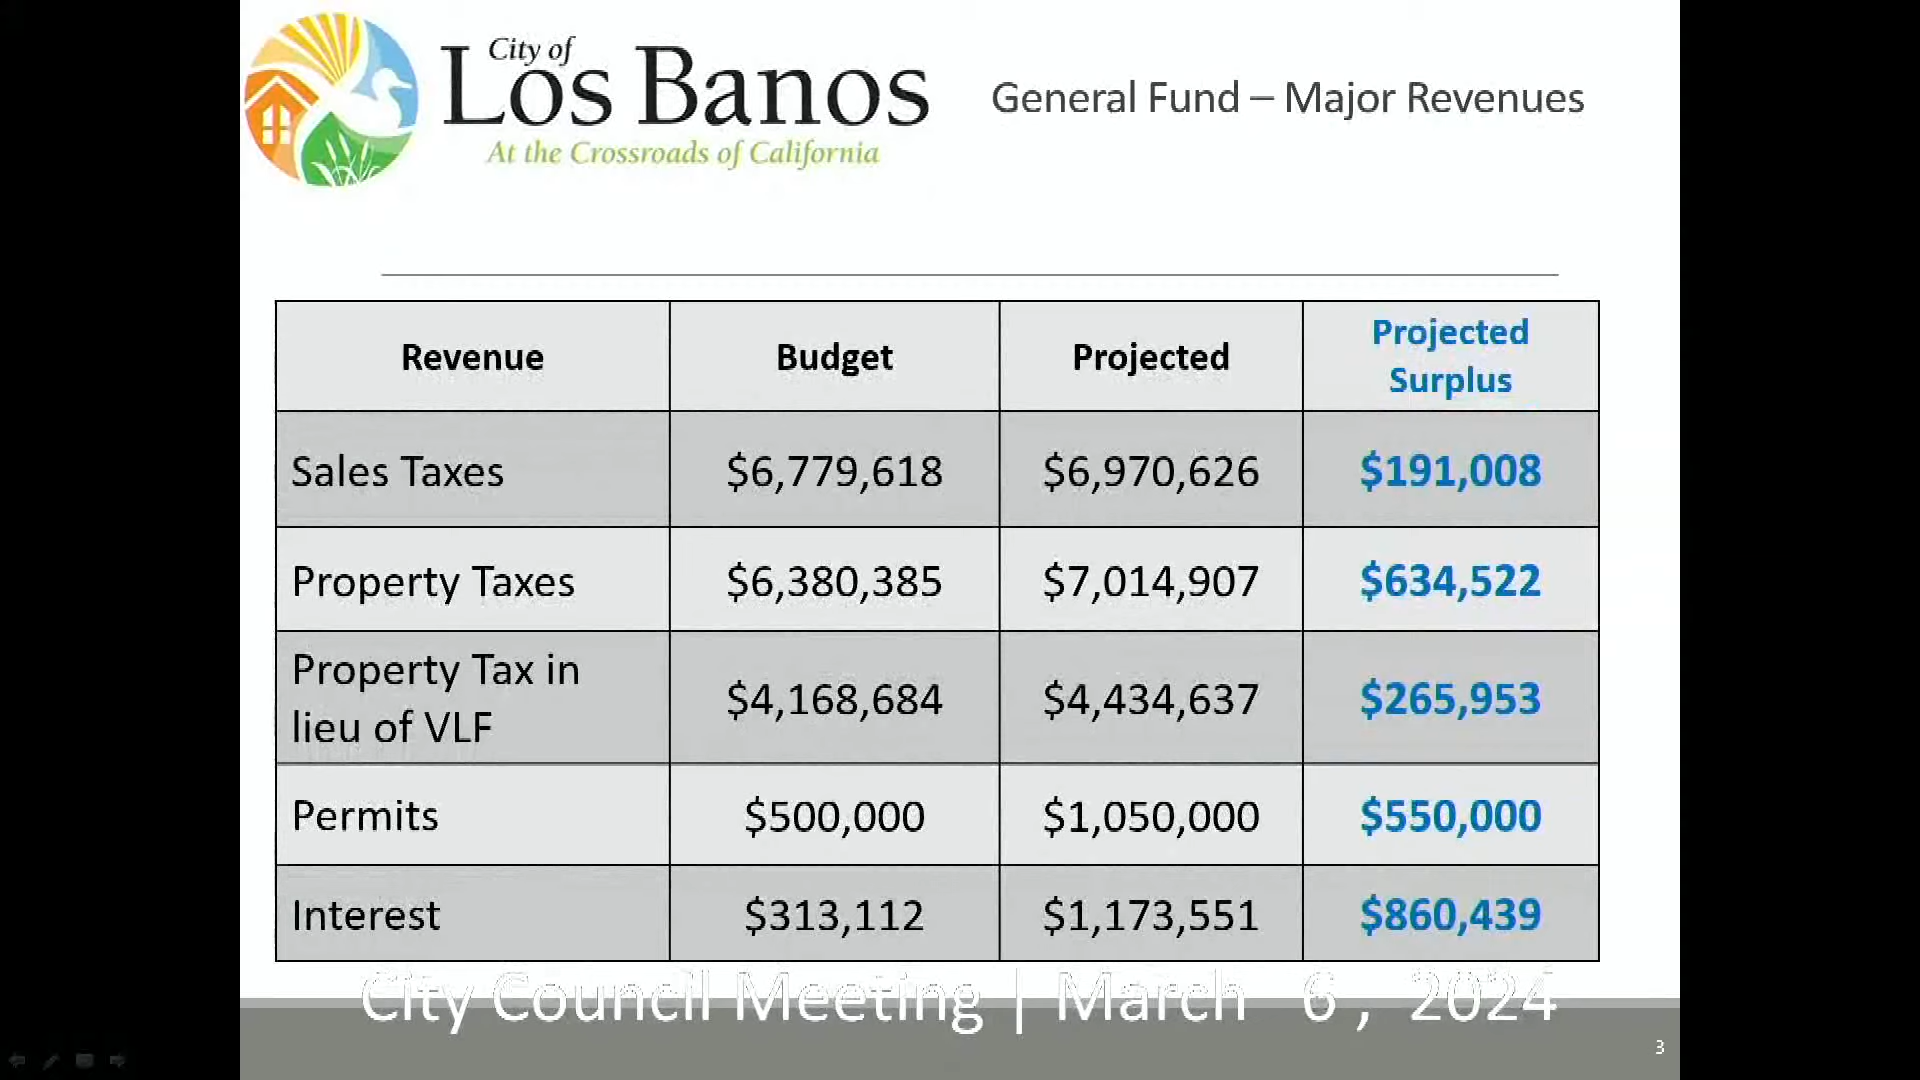 City of
Los Banos
At the Crossroads of California
General Fund – Major Revenues
Revenue Budget Projected Projected Surplus
Sales Taxes $6,779,618 $6,970,626 $191,008
Property Taxes $6,380,385 $7,014,907 $634,522
Property Tax in
lieu of VLF $4,168,684 $4,434,637 $265,953
Permits $500,000 $1,050,000 $550,000
Interest $313,112 $1,173,551 $860,439
City Council Meeting | March 6, 2024
3